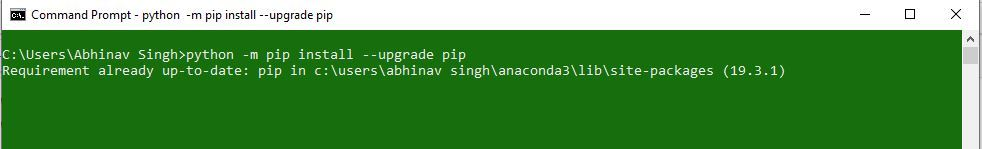 Command Prompt - python  -m pip install --upgrade pip
C:\Users\Abhinav Singh>python -m pip install --upgrade pip
Requirement already up-to-date: pip in c:\users\abhinav singh\anaconda3\lib\site-packages (19.3.1)